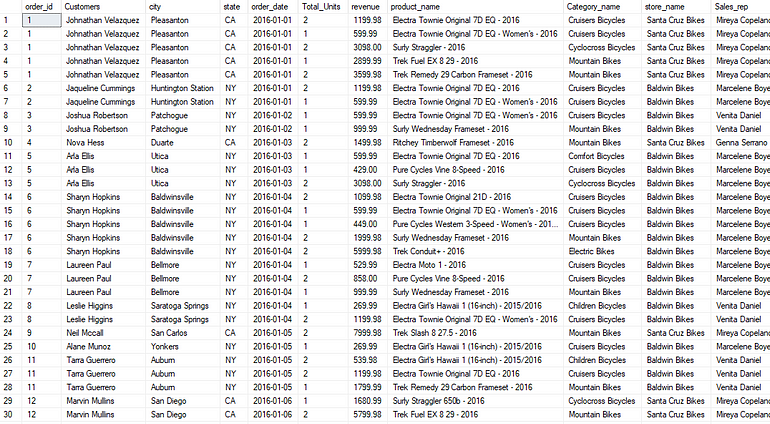 order_id Customers city state order_date Total_Units revenue product_name Category_name store_name Sales_rep
1 1 Johnathan Velazquez Pleasanton CA 2016-01-01 2 1199.98 Electra Townie Original 7D EQ - 2016 Cruisers Bicycles Santa Cruz Bikes Mireya Copeland
2 1 Johnathan Velazquez Pleasanton CA 2016-01-01 1 599.99 Electra Townie Original 7D EQ - Women's - 2016 Cruisers Bicycles Santa Cruz Bikes Mireya Copeland
3 1 Johnathan Velazquez Pleasanton CA 2016-01-01 2 3098.00 Surly Straggler - 2016 Cyclocross Bicycles Santa Cruz Bikes Mireya Copeland
4 1 Johnathan Velazquez Pleasanton CA 2016-01-01 1 2899.99 Trek Fuel EX 8 29 - 2016 Mountain Bikes Santa Cruz Bikes Mireya Copeland
5 1 Johnathan Velazquez Pleasanton CA 2016-01-01 2 3599.98 Trek Remedy 29 Carbon Frameset - 2016 Mountain Bikes Santa Cruz Bikes Mireya Copeland
6 2 Jaqueline Cummings Huntington Station NY 2016-01-01 2 1199.98 Electra Townie Original 7D EQ - 2016 Cruisers Bicycles Baldwin Bikes Marcelene Boye
7 2 Jaqueline Cummings Huntington Station NY 2016-01-01 1 599.99 Electra Townie Original 7D EQ - Women's - 2016 Cruisers Bicycles Baldwin Bikes Marcelene Boye
8 3 Joshua Robertson Patchogue NY 2016-01-02 1 599.99 Electra Townie Original 7D EQ - Women's - 2016 Cruisers Bicycles Baldwin Bikes Venita Daniel
9 3 Joshua Robertson Patchogue NY 2016-01-02 1 999.99 Surly Wednesday Frameset - 2016 Mountain Bikes Baldwin Bikes Venita Daniel
10 4 Nova Hess Duarte CA 2016-01-03 2 1499.98 Ritchey Timberwolf Frameset - 2016 Mountain Bikes Santa Cruz Bikes Genna Serrano
11 5 Arla Ellis Utica NY 2016-01-03 1 599.99 Electra Townie Original 7D EQ - 2016 Comfort Bicycles Baldwin Bikes Marcelene Boye
12 5 Arla Ellis Utica NY 2016-01-03 1 429.00 Pure Cycles Vine 8-Speed - 2016 Cruisers Bicycles Baldwin Bikes Marcelene Boye
13 5 Arla Ellis Utica NY 2016-01-03 2 3098.00 Surly Straggler - 2016 Cyclocross Bicycles Baldwin Bikes Marcelene Boye
14 6 Sharyn Hopkins Baldwinsville NY 2016-01-04 2 1099.98 Electra Townie Original 21D - 2016 Cruisers Bicycles Baldwin Bikes Marcelene Boye
15 6 Sharyn Hopkins Baldwinsville NY 2016-01-04 1 599.99 Electra Townie Original 7D EQ - Women's - 2016 Cruisers Bicycles Baldwin Bikes Marcelene Boye
16 6 Sharyn Hopkins Baldwinsville NY 2016-01-04 1 449.00 Pure Cycles Western 3-Speed - Women's - 201... Cruisers Bicycles Baldwin Bikes Marcelene Boye
17 6 Sharyn Hopkins Baldwinsville NY 2016-01-04 2 1999.98 Surly Wednesday Frameset - 2016 Mountain Bikes Baldwin Bikes Marcelene Boye
18 6 Sharyn Hopkins Baldwinsville NY 2016-01-04 2 5999.98 Trek Conduit+ - 2016 Electric Bikes Baldwin Bikes Marcelene Boye
19 7 Laureen Paul Bellmore NY 2016-01-04 1 529.99 Electra Moto 1 - 2016 Cruisers Bicycles Baldwin Bikes Marcelene Boye
20 7 Laureen Paul Bellmore NY 2016-01-04 2 858.00 Pure Cycles Vine 8-Speed - 2016 Cruisers Bicycles Baldwin Bikes Marcelene Boye
21 7 Laureen Paul Bellmore NY 2016-01-04 1 999.99 Surly Wednesday Frameset - 2016 Mountain Bikes Baldwin Bikes Marcelene Boye
22 8 Leslie Higgins Saratoga Springs NY 2016-01-04 1 269.99 Electra Girl's Hawaii 1 (16-inch) - 2015/2016 Children Bicycles Baldwin Bikes Venita Daniel
23 8 Leslie Higgins Saratoga Springs NY 2016-01-04 2 1199.98 Electra Townie Original 7D EQ - Women's - 2016 Cruisers Bicycles Baldwin Bikes Venita Daniel
24 9 Neil Mccall San Carlos CA 2016-01-05 2 7999.98 Trek Slash 8 27.5 - 2016 Mountain Bikes Santa Cruz Bikes Mireya Copeland
25 10 Alane Munoz Yonkers NY 2016-01-05 1 269.99 Electra Girl's Hawaii 1 (16-inch) - 2015/2016 Cruisers Bicycles Baldwin Bikes Marcelene Boye
26 11 Tarra Guerrero Auburn NY 2016-01-05 2 539.98 Electra Girl's Hawaii 1 (16-inch) - 2015/2016 Children Bicycles Baldwin Bikes Venita Daniel
27 11 Tarra Guerrero Auburn NY 2016-01-05 2 1199.98 Electra Townie Original 7D EQ - 2016 Cruisers Bicycles Baldwin Bikes Venita Daniel
28 11 Tarra Guerrero Auburn NY 2016-01-05 1 1799.99 Trek Remedy 29 Carbon Frameset - 2016 Mountain Bikes Baldwin Bikes Venita Daniel
29 12 Marvin Mullins San Diego CA 2016-01-06 1 1680.99 Surly Straggler 650b - 2016 Cyclocross Bicycles Santa Cruz Bikes Mireya Copeland
30 12 Marvin Mullins San Diego CA 2016-01-06 2 5799.98 Trek Fuel EX 8 29 - 2016 Mountain Bikes Santa Cruz Bikes Mireya Copeland